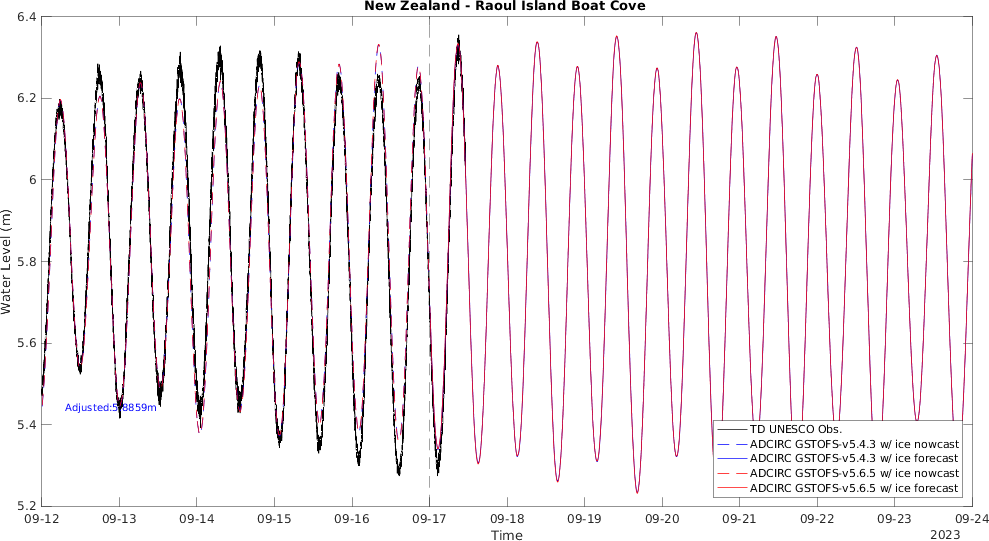 New Zealand - Raoul Island Boat Cove
6.4
6.2
6
5.8
5.6
5.4
5.2
Water Level (m)
Adjusted:5.8859m
TD UNESCO Obs.
ADCIRC GSTOFS-v5.4.3 w/ ice nowcast
ADCIRC GSTOFS-v5.4.3 w/ ice forecast
ADCIRC GSTOFS-v5.6.5 w/ ice nowcast
ADCIRC GSTOFS-v5.6.5 w/ ice forecast
09-12 09-13 09-14 09-15 09-16 09-17 09-18 09-19 09-20 09-21 09-22 09-23 09-24
Time
2023